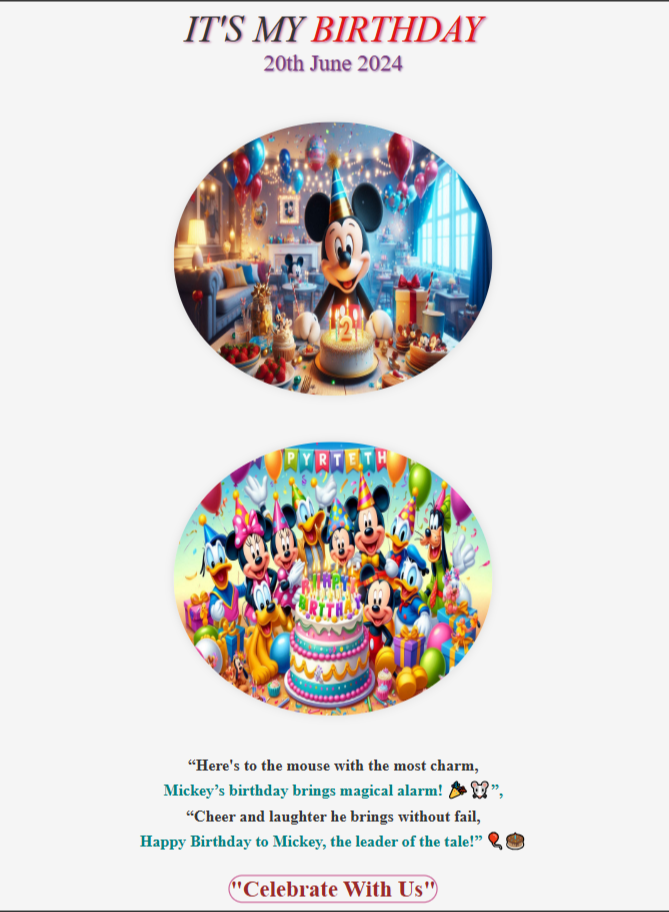 IT'S MY BIRTHDAY
20th June 2024
PYRTETH
2
BRITHAY
“Here's to the mouse with the most charm,
Mickey’s birthday brings magical alarm! 🎉🐭”,
“Cheer and laughter he brings without fail,
Happy Birthday to Mickey, the leader of the tale!” 🎈🎂
"Celebrate With Us"